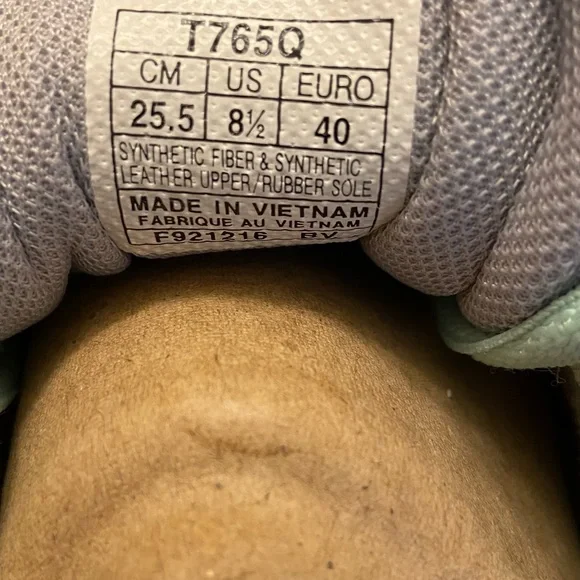 T765Q
CM US EURO
25.5 8½ 40
SYNTHETIC FIBER & SYNTHETIC
LEATHER UPPER/RUBBER SOLE
MADE IN VIETNAM
FABRIQUE AU VIETNAM
F921216 BV